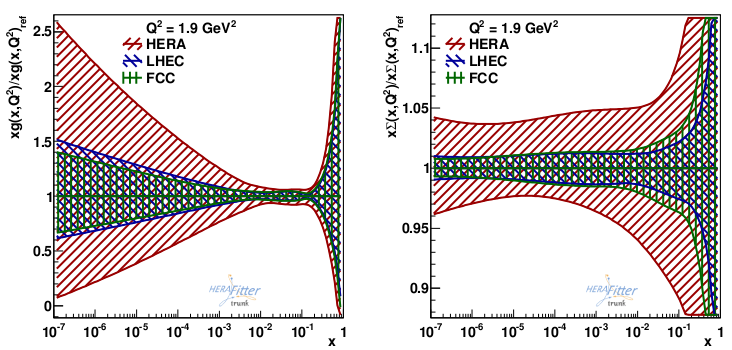 xg(x,Q²)/xg(x,Q²)ref
Q² = 1.9 GeV²
HERA
LHEC
FCC
2.5
2
1.5
1
0.5
0
HERAFitter
trunk
10⁻⁷ 10⁻⁶ 10⁻⁵ 10⁻⁴ 10⁻³ 10⁻² 10⁻¹ 1
x
xΣ(x,Q²)/xΣ(x,Q²)ref
Q² = 1.9 GeV²
HERA
LHEC
FCC
1.1
1.05
1
0.95
0.9
HERAFitter
trunk
10⁻⁷ 10⁻⁶ 10⁻⁵ 10⁻⁴ 10⁻³ 10⁻² 10⁻¹ 1
x